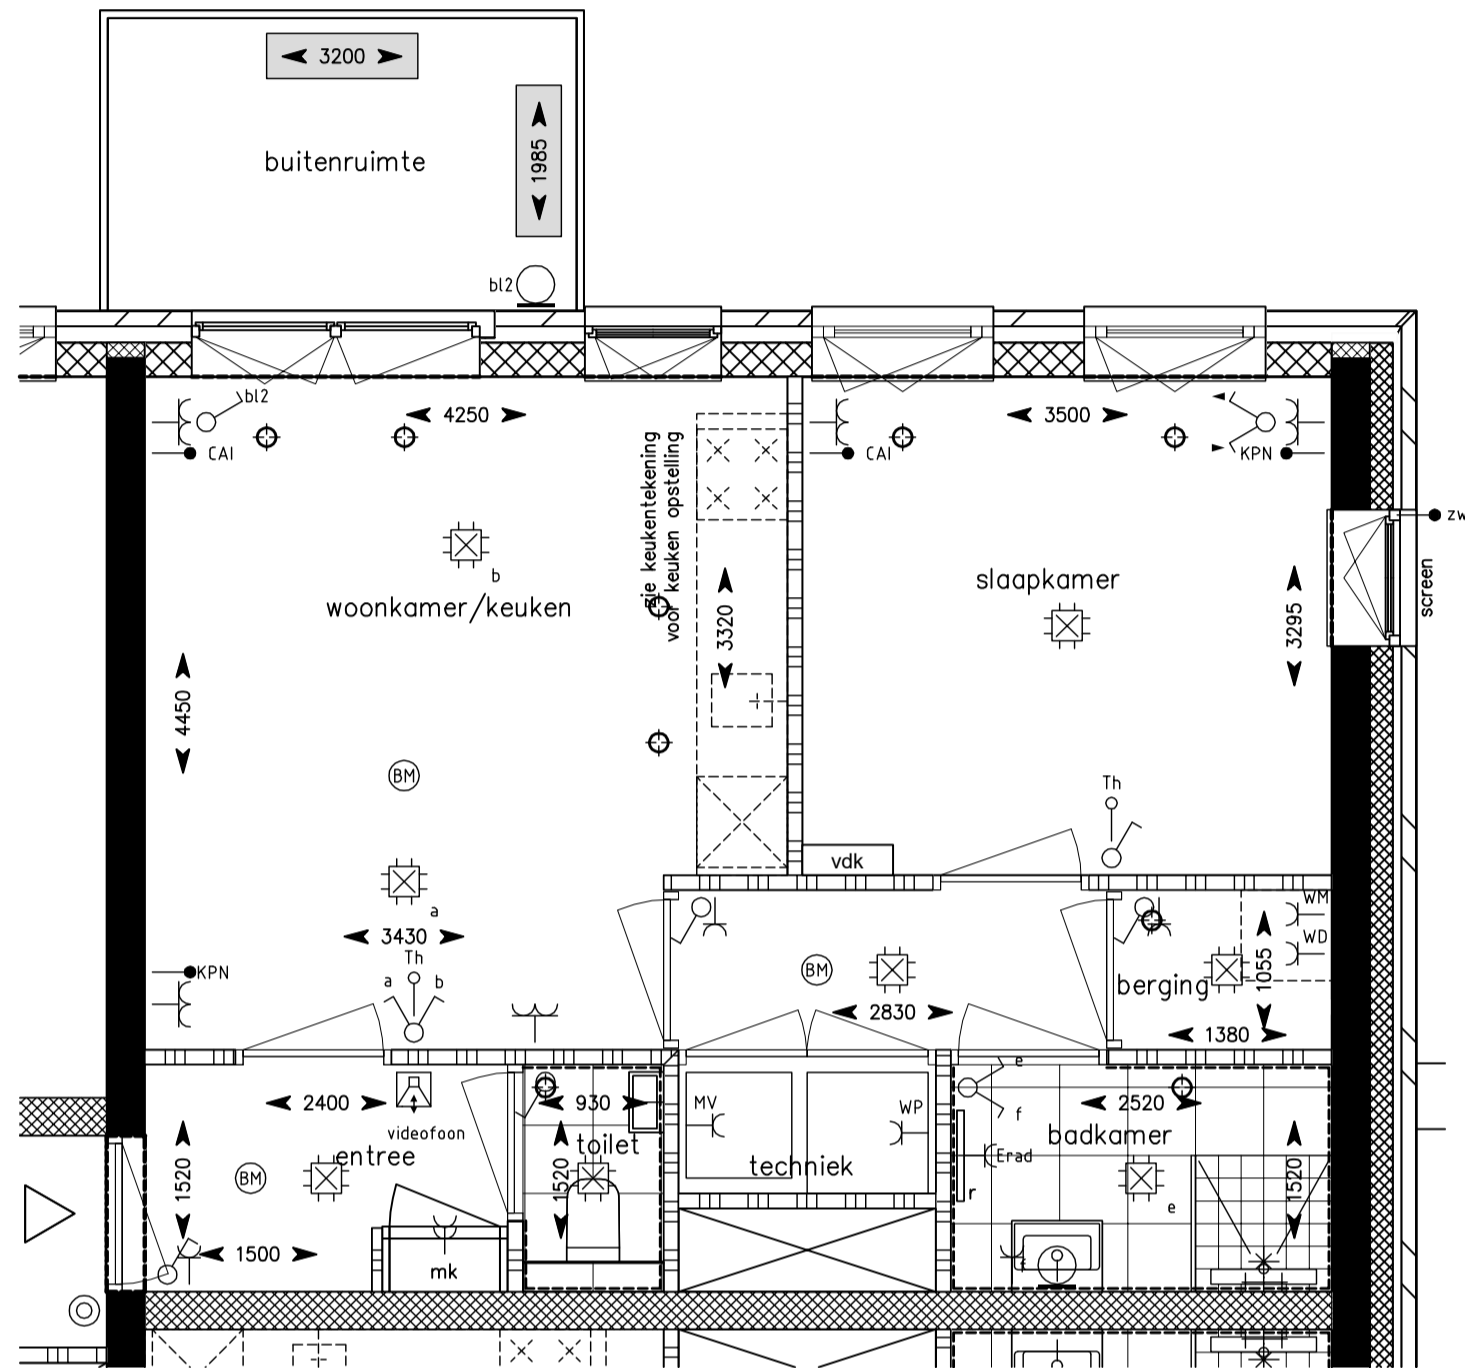 3200
1985
buitenruimte
bl2
bl2
4250
3500
CAI
CAI
KPN
zie keukentekening
voor keuken opstelling
zw
screen
b
woonkamer/keuken
slaapkamer
3320
3295
4450
BM
Th
vdk
a
3430
Th
KPN
a
b
BM
2830
WM
WD
1055
berging
1380
2400
videofoon
930
MV
WP
e
f
2520
badkamer
entree
toilet
techniek
Erad
1520
BM
1520
r
e
1520
1500
mk
f